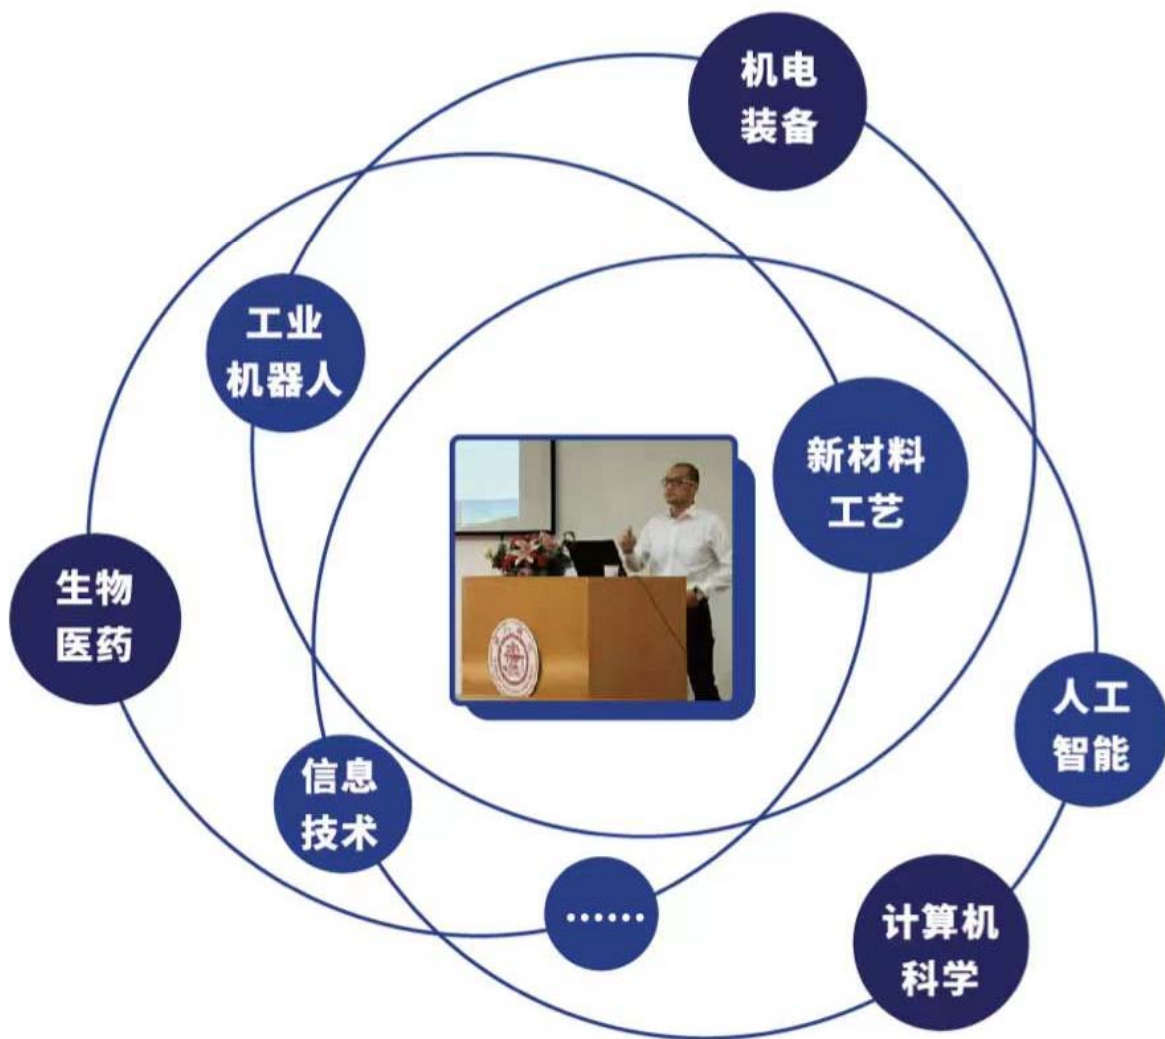 机电
装备
工业
机器人
新材料
工艺
生物
医药
人工
智能
信息
技术
……
计算机
科学